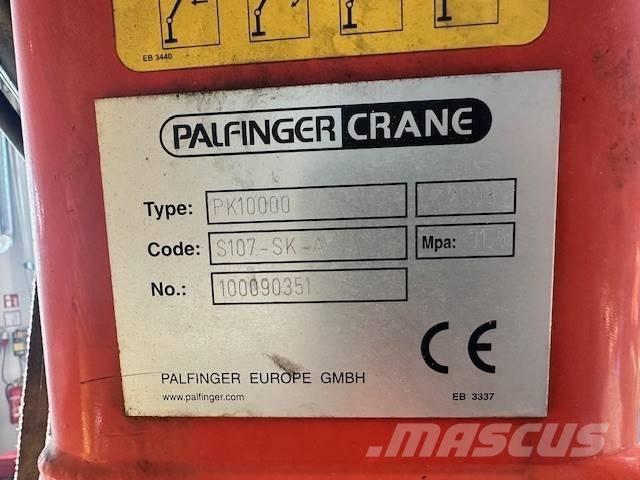 EB 3440
PALFINGER CRANE
Type: PK10000
Code: S107-SK-A Mpa:
No.: 100090351
CE
PALFINGER EUROPE GMBH
www.palfinger.com
EB 3337
MASCUS